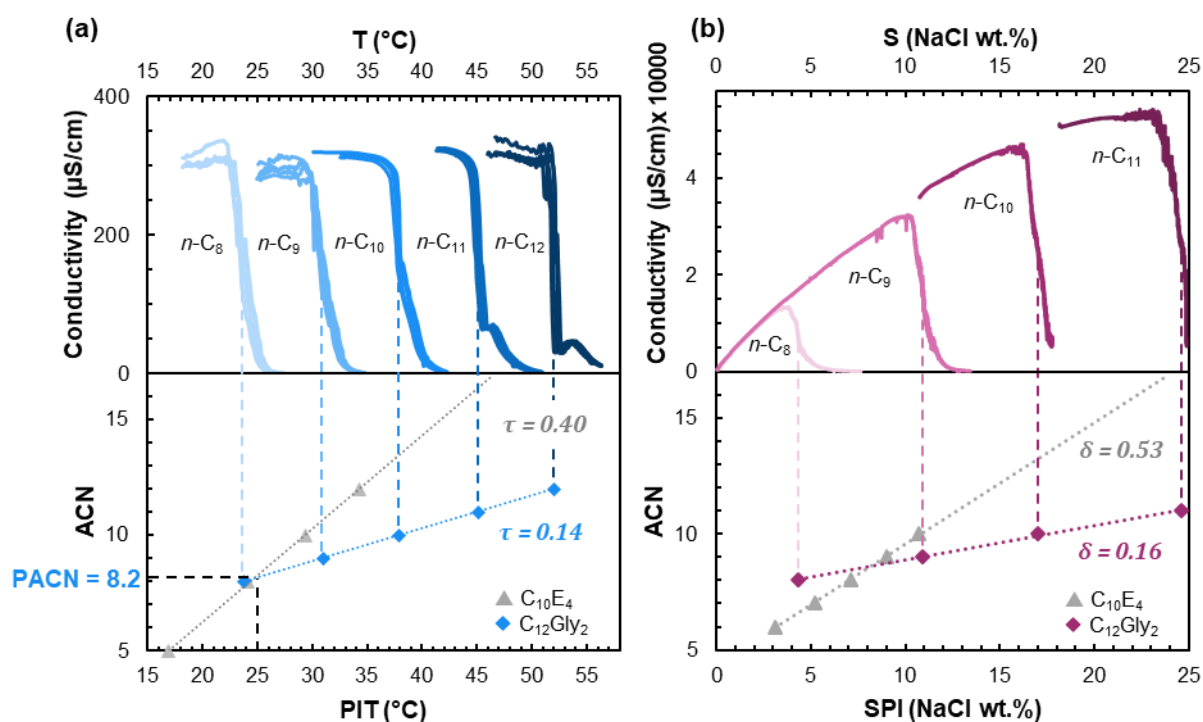 (a)
T (°C)
15 20 25 30 35 40 45 50 55
Conductivity (µS/cm)
400
200
0
n-C8
n-C9
n-C10
n-C11
n-C12
ACN
15
10
5
τ = 0.40
τ = 0.14
PACN = 8.2
C10E4
C12Gly2
15 20 25 30 35 40 45 50 55
PIT (°C)
(b)
S (NaCl wt.%)
0 5 10 15 20 25
Conductivity (µS/cm)x 10000
4
2
0
n-C8
n-C9
n-C10
n-C11
ACN
15
10
5
δ = 0.53
δ = 0.16
C10E4
C12Gly2
0 5 10 15 20 25
SPI (NaCl wt.%)